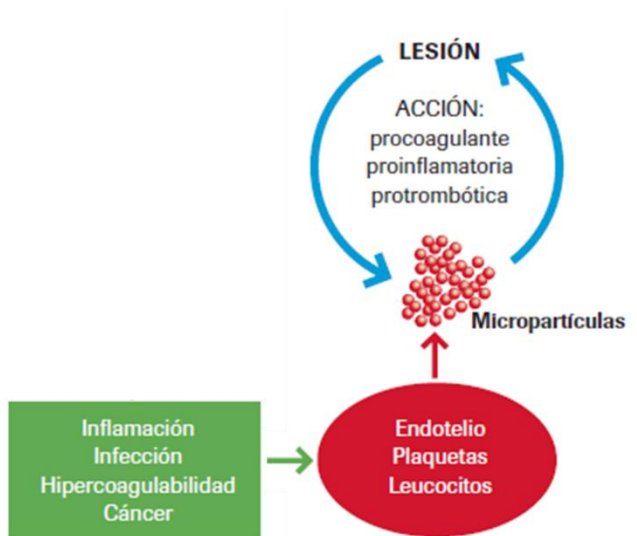 LESIÓN
ACCIÓN:
procoagulante
proinflamatoria
protrombótica
Micropartículas
Inflamación
Infección
Hipercoagulabilidad
Cáncer
Endotelio
Plaquetas
Leucocitos